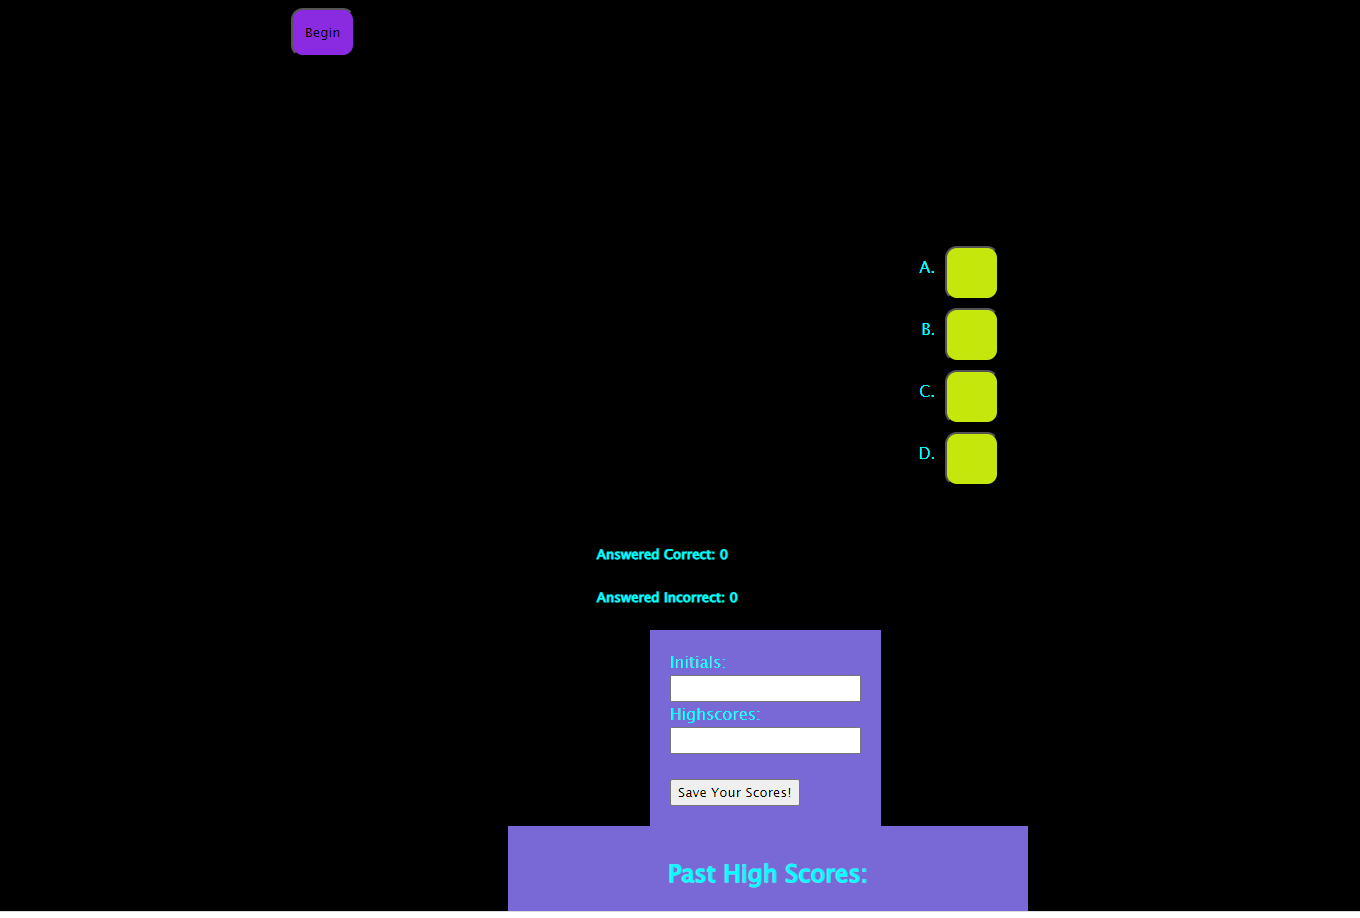 Begin
A.
B.
C.
D.
Answered Correct: 0
Answered Incorrect: 0
Initials:
Highscores:
Save Your Scores!
Past High Scores: